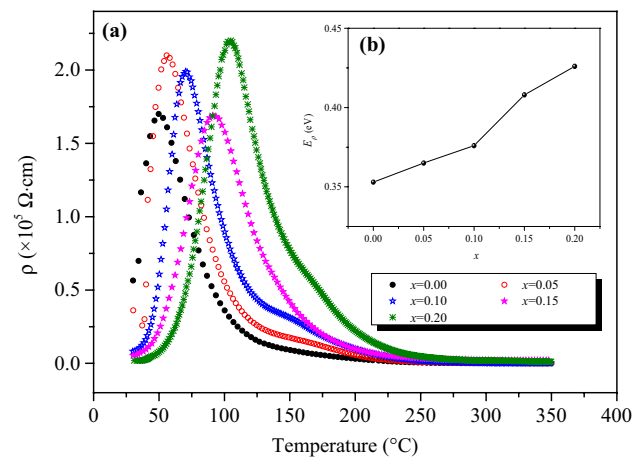 (a)
(b)
ρ (×10⁵ Ω·cm)
2.0
1.5
1.0
0.5
0.0
0 50 100 150 200 250 300 350 400
Temperature (°C)
E_ρ (eV)
0.45
0.40
0.35
0.00 0.05 0.10 0.15 0.20
x
x=0.00 x=0.05
x=0.10 x=0.15
x=0.20